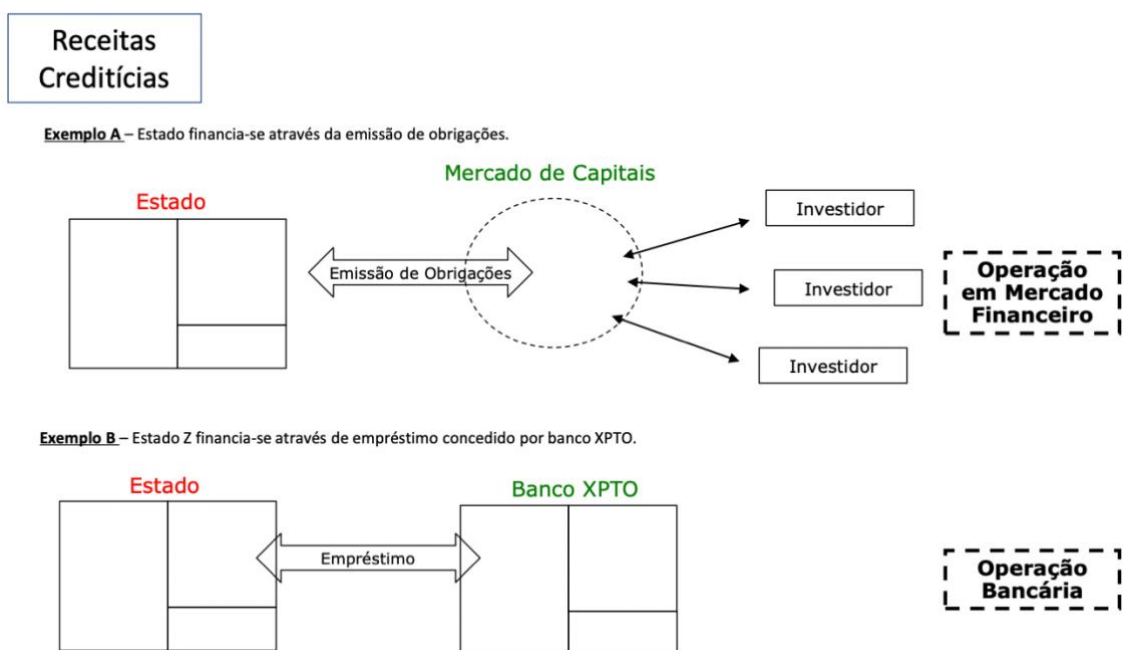 Receitas
Creditícias
Exemplo A – Estado financia-se através da emissão de obrigações.
Mercado de Capitais
Estado
Investidor
Emissão de Obrigações
Investidor
Operação
em Mercado
Financeiro
Investidor
Exemplo B – Estado Z financia-se através de empréstimo concedido por banco XPTO.
Estado
Banco XPTO
Empréstimo
Operação
Bancária